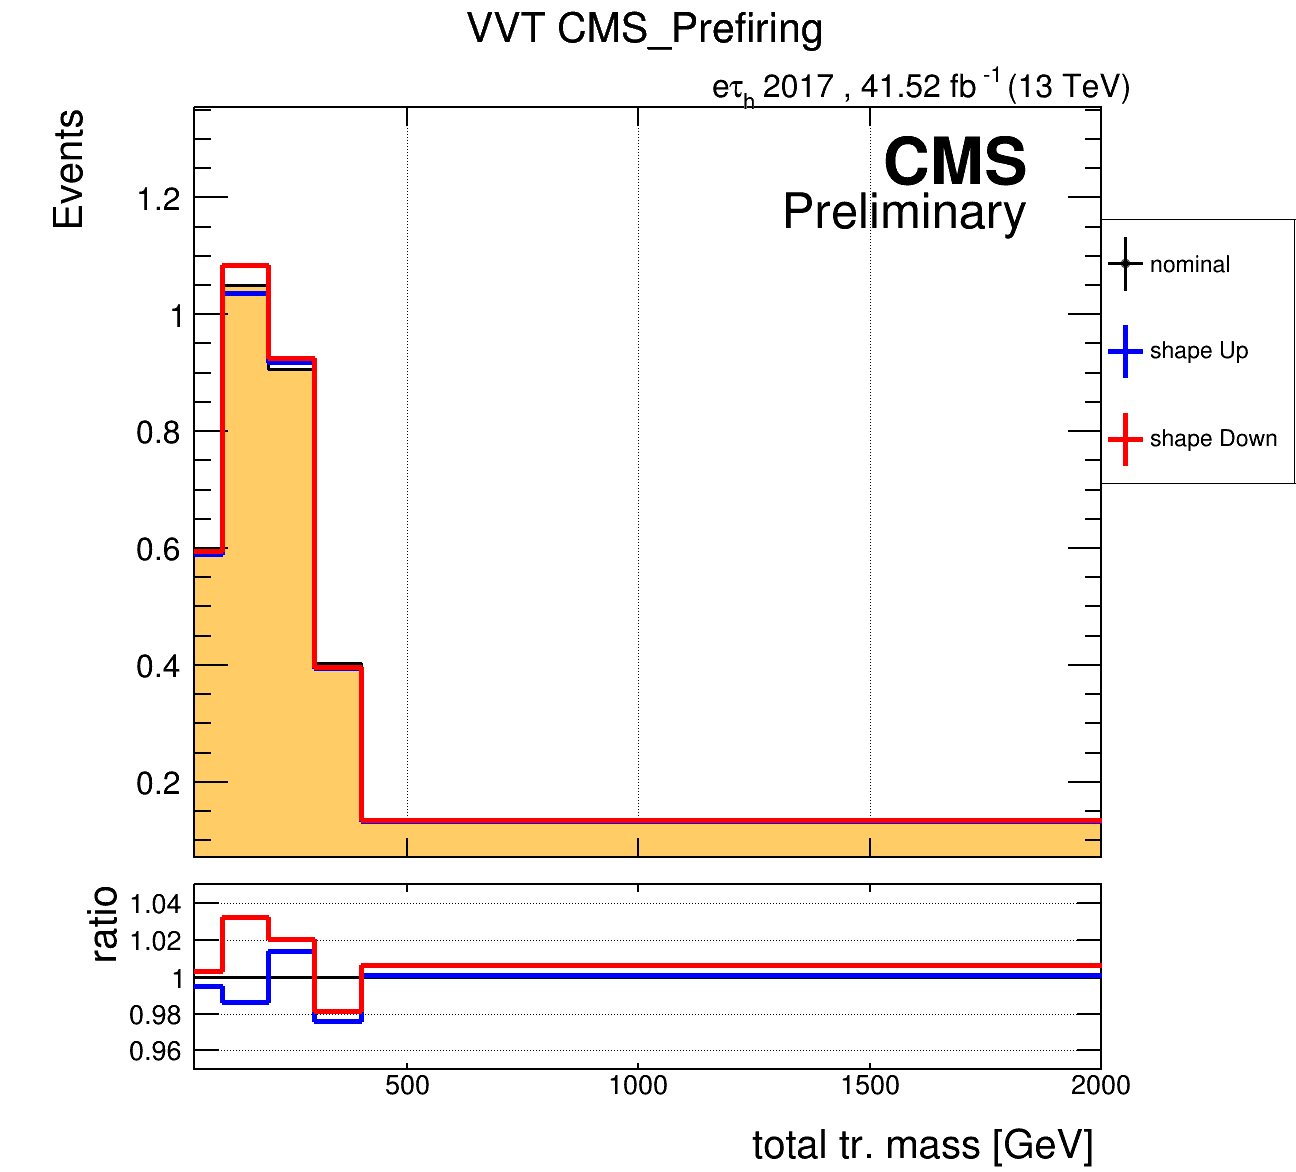 VVT CMS_Prefiring
eτh 2017 , 41.52 fb-1 (13 TeV)
Events
CMS
Preliminary
1.2
1
0.8
0.6
0.4
0.2
nominal
shape Up
shape Down
ratio
1.04
1.02
1
0.98
0.96
500
1000
1500
2000
total tr. mass [GeV]